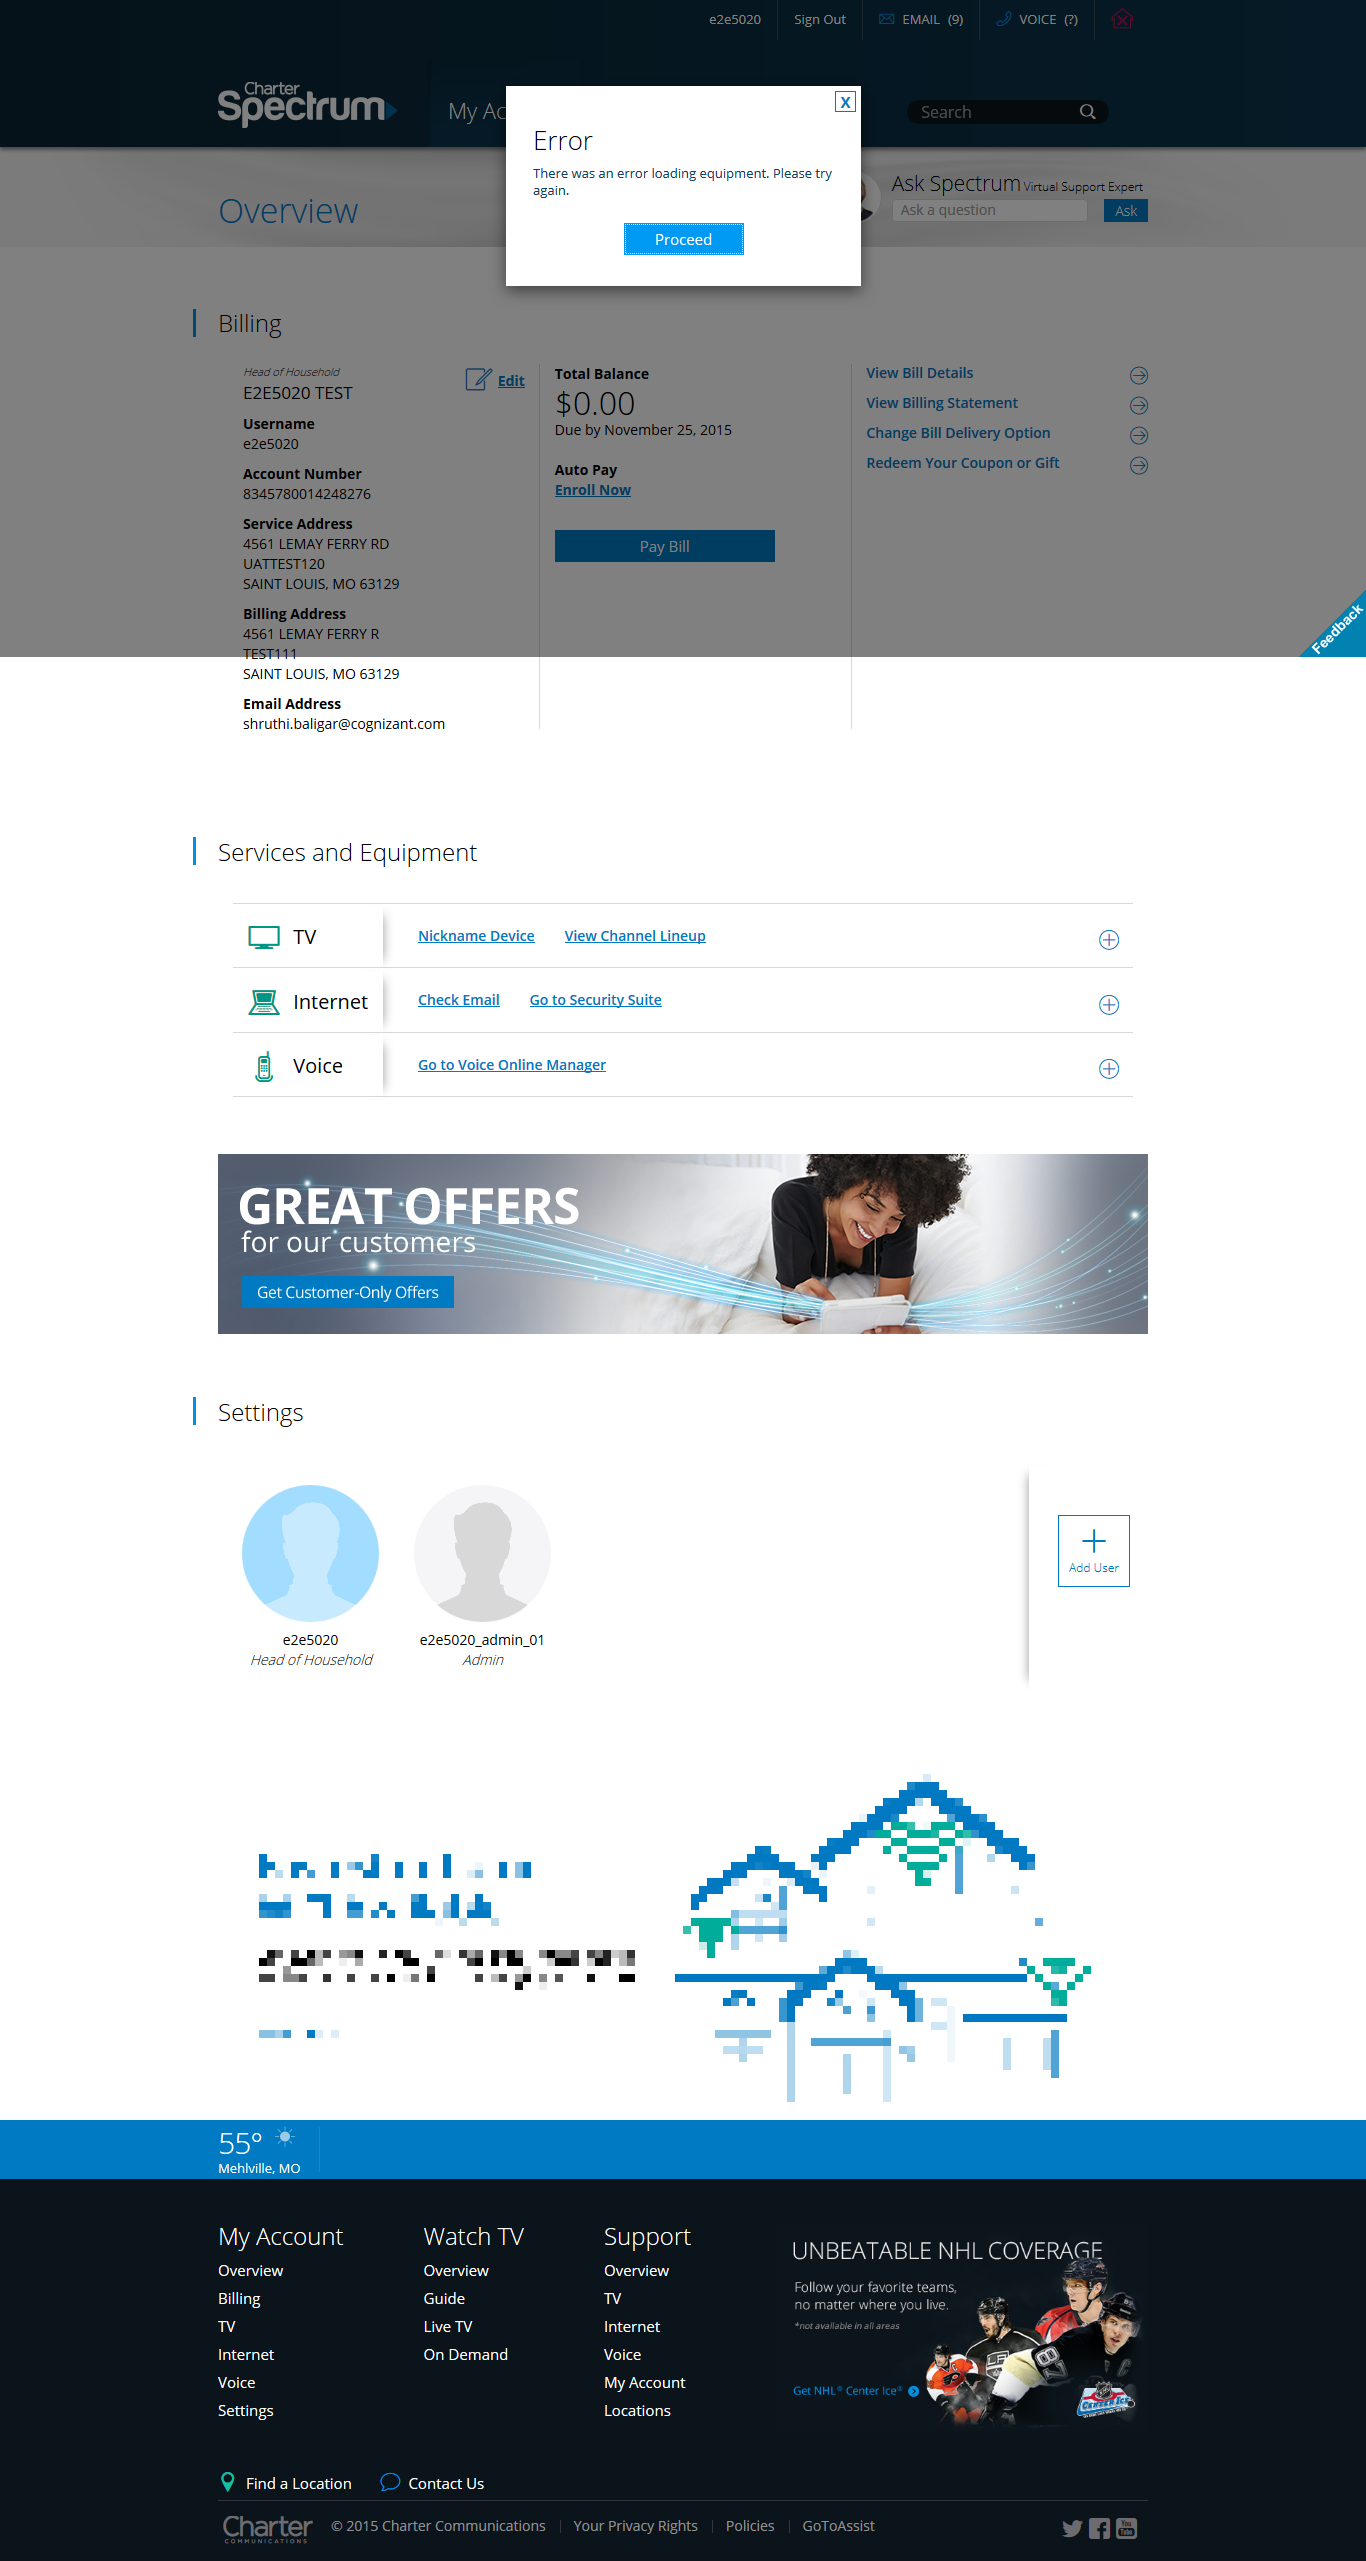 e2e5020
Sign Out
EMAIL (9)
VOICE (?)
Charter
Spectrum
My Ac
Search
X
Error
There was an error loading equipment. Please try
again.
Proceed
Overview
Ask Spectrum Virtual Support Expert
Ask a question
Ask
Billing
Head of Household
E2E5020 TEST
Edit
Username
e2e5020
Account Number
8345780014248276
Service Address
4561 LEMAY FERRY RD
UATTEST120
SAINT LOUIS, MO 63129
Billing Address
4561 LEMAY FERRY R
TEST111
SAINT LOUIS, MO 63129
Email Address
shruthi.baligar@cognizant.com
Total Balance
$0.00
Due by November 25, 2015
Auto Pay
Enroll Now
Pay Bill
View Bill Details
View Billing Statement
Change Bill Delivery Option
Redeem Your Coupon or Gift
Feedback
Services and Equipment
TV
Nickname Device
View Channel Lineup
Internet
Check Email
Go to Security Suite
Voice
Go to Voice Online Manager
GREAT OFFERS
for our customers
Get Customer-Only Offers
Settings
e2e5020
Head of Household
e2e5020_admin_01
Admin
Add User
55°
Mehlville, MO
My Account
Overview
Billing
TV
Internet
Voice
Settings
Watch TV
Overview
Guide
Live TV
On Demand
Support
Overview
TV
Internet
Voice
My Account
Locations
UNBEATABLE NHL COVERAGE
Follow your favorite teams,
no matter where you live.
*not available in all areas
Get NHL® Center Ice®
CENTER ICE
Find a Location
Contact Us
Charter
COMMUNICATIONS
© 2015 Charter Communications
Your Privacy Rights
Policies
GoToAssist
You
Tube